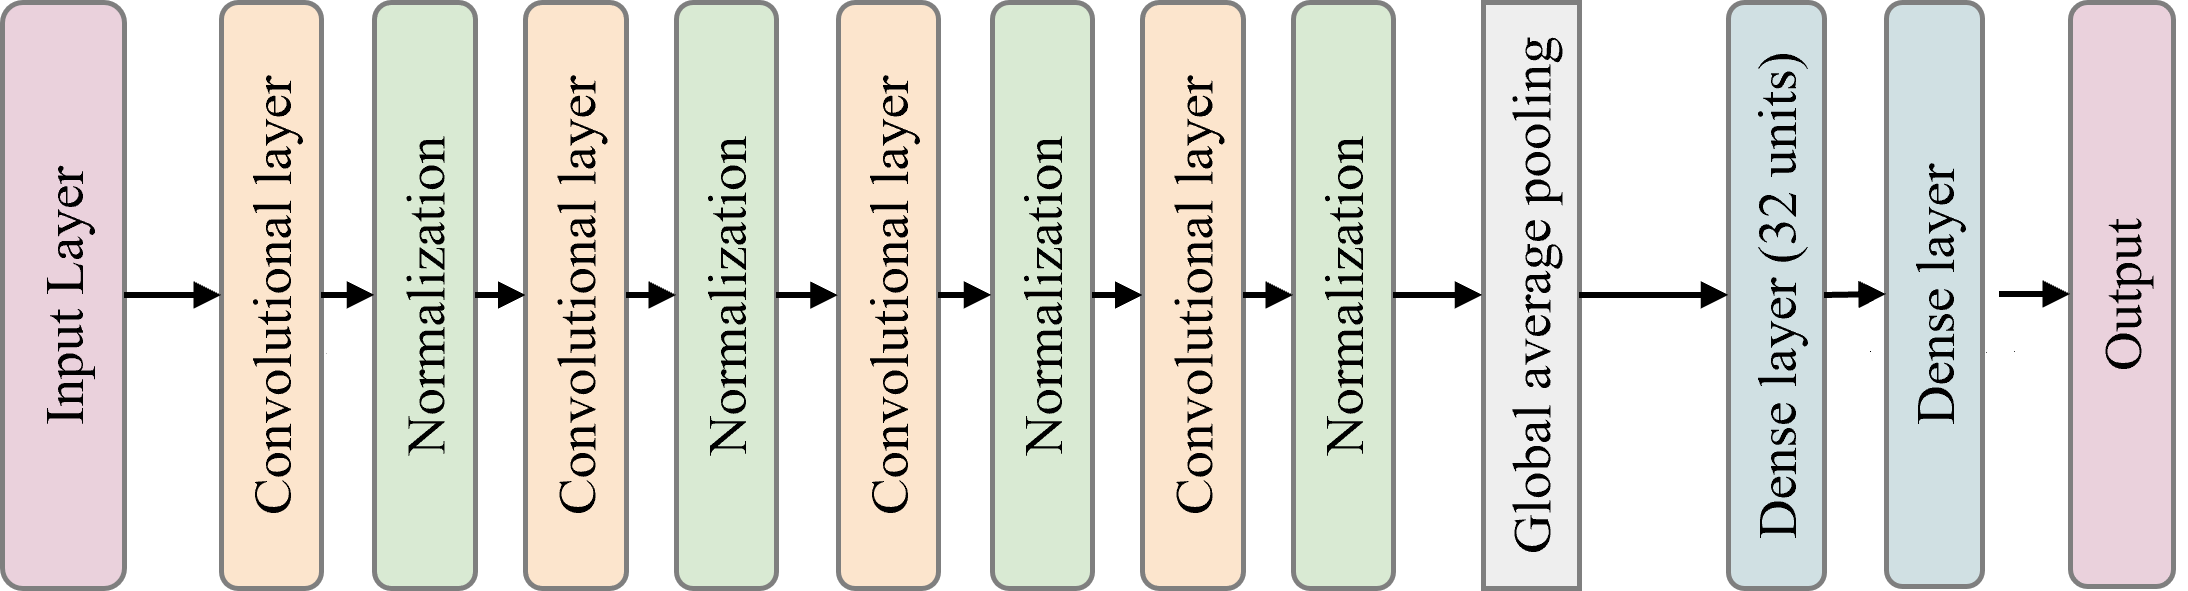 Input Layer
Convolutional layer
Normalization
Convolutional layer
Normalization
Convolutional layer
Normalization
Convolutional layer
Normalization
Global average pooling
Dense layer (32 units)
Dense layer
Output